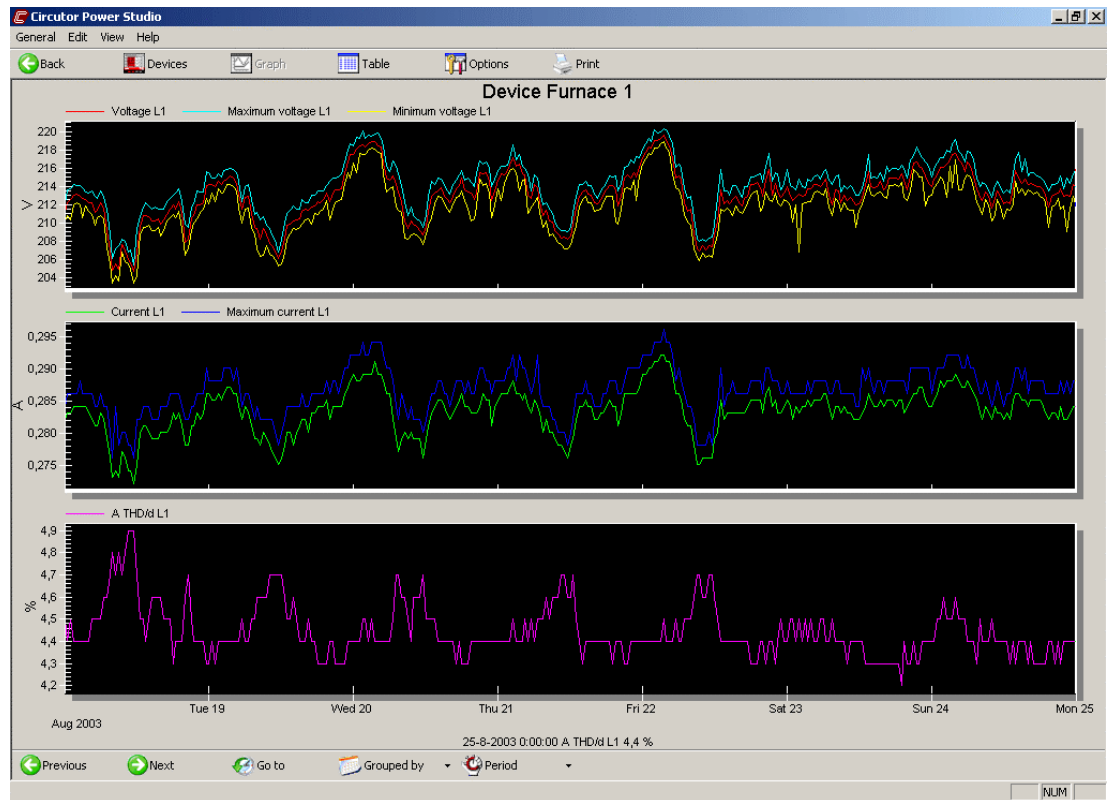 Circutor Power Studio
General Edit View Help
Back Devices Graph Table Options Print
Device Furnace 1
Voltage L1 Maximum voltage L1 Minimum voltage L1
220
218
216
214
212
210
208
206
204
V
Current L1 Maximum current L1
0,295
0,290
0,285
0,280
0,275
A
A THD/d L1
4,9
4,8
4,7
4,6
4,5
4,4
4,3
4,2
%
Tue 19 Wed 20 Thu 21 Fri 22 Sat 23 Sun 24 Mon 25
Aug 2003
25-8-2003 0:00:00 A THD/d L1 4,4 %
Previous Next Go to Grouped by Period
NUM